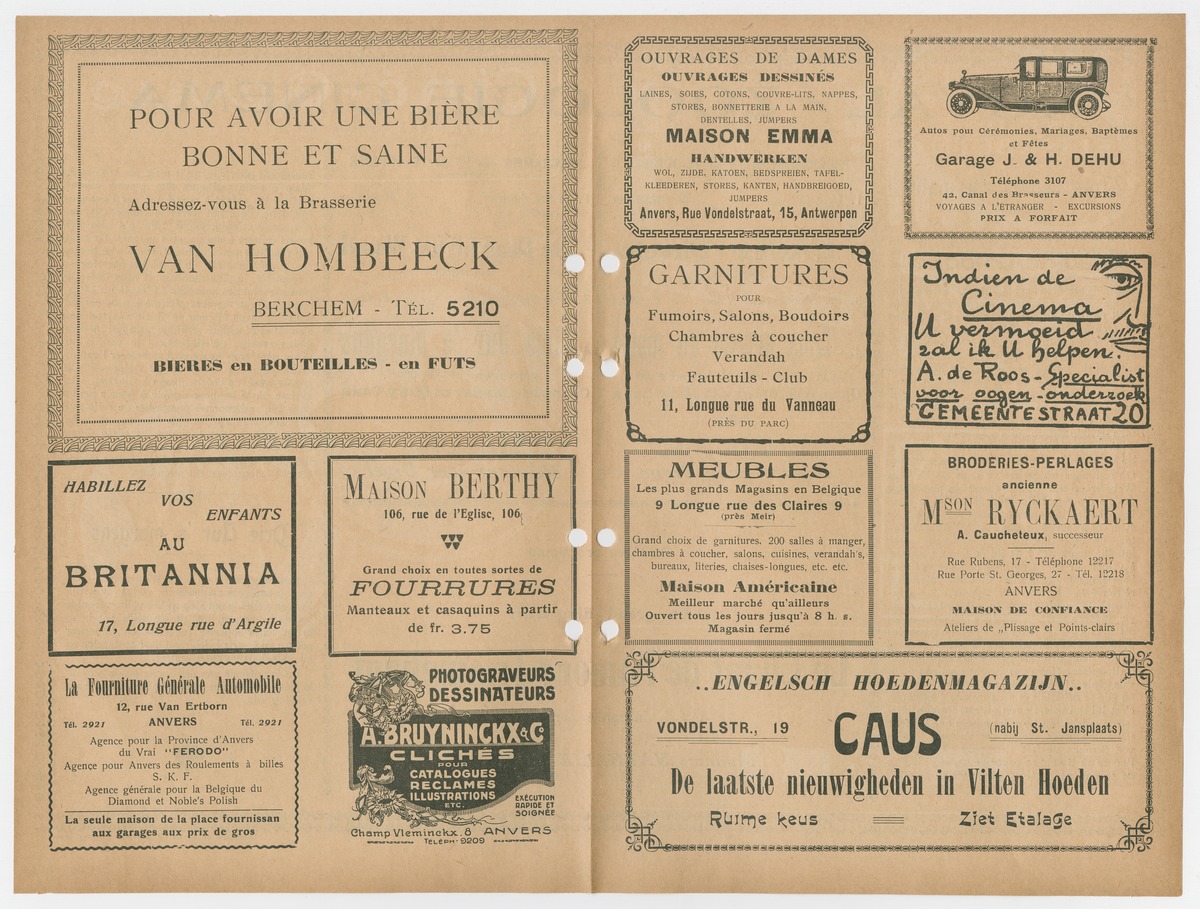 POUR AVOIR UNE BIÈRE
BONNE ET SAINE
Adressez-vous à la Brasserie
VAN HOMBEECK
BERCHEM - TÉL. 5210
BIERES en BOUTEILLES - en FUTS
HABILLEZ
VOS
ENFANTS
AU
BRITANNIA
17, Longue rue d'Argile
MAISON BERTHY
106, rue de l'Eglise, 106
Grand choix en toutes sortes de
FOURRURES
Manteaux et casaquins à partir
de fr. 3.75
La Fourniture Générale Automobile
12, rue Van Ertborn
Tél. 2921 ANVERS Tél. 2921
Agence pour la Province d'Anvers
du Vrai "FERODO"
Agence pour Anvers des Roulements à billes
S. K. F.
Agence générale pour la Belgique du
Diamond et Noble's Polish
La seule maison de la place fournissan
aux garages aux prix de gros
PHOTOGRAVEURS
DESSINATEURS
A. BRUYNINCKX & Co
CLICHÉS
POUR
CATALOGUES
RECLAMES
ILLUSTRATIONS
ETC.
EXÉCUTION
RAPIDE ET
SOIGNÉE
Champ Vleminckx, 8 ANVERS
TÉLÉPH-9209
OUVRAGES DE DAMES
OUVRAGES DESSINÉS
LAINES, SOIES, COTONS, COUVRE-LITS, NAPPES,
STORES, BONNETTERIE A LA MAIN,
DENTELLES, JUMPERS
MAISON EMMA
HANDWERKEN
WOL, ZIJDE, KATOEN, BEDSPREIEN, TAFEL-
KLEEDEREN, STORES, KANTEN, HANDBREIGOED,
JUMPERS
Anvers, Rue Vondelstraat, 15, Antwerpen
GARNITURES
POUR
Fumoirs, Salons, Boudoirs
Chambres à coucher
Verandah
Fauteuils - Club
11, Longue rue du Vanneau
(PRÈS DU PARC)
MEUBLES
Les plus grands Magasins en Belgique
9 Longue rue des Claires 9
(près Meir)
Grand choix de garnitures. 200 salles à manger,
chambres à coucher, salons, cuisines, verandah's,
bureaux, literies, chaises-longues, etc. etc.
Maison Américaine
Meilleur marché qu'ailleurs
Ouvert tous les jours jusqu'à 8 h. s.
Magasin fermé
Autos pour Cérémonies, Mariages, Baptèmes
et Fêtes
Garage J. & H. DEHU
Téléphone 3107
42, Canal des Brasseurs - ANVERS
VOYAGES A L'ÉTRANGER - EXCURSIONS
PRIX A FORFAIT
Indien de
Cinema
U vermoeid
zal ik U helpen.
A. de Roos - Specialist
voor oogen-onderzoek
GEMEENTESTRAAT 20
BRODERIES-PERLAGES
ancienne
MSON RYCKAERT
A. Caucheteux, successeur
Rue Rubens, 17 - Téléphone 12217
Rue Porte St. Georges, 27 - Tél. 12218
ANVERS
MAISON DE CONFIANCE
Ateliers de „Plissage et Points-clairs
..ENGELSCH HOEDENMAGAZIJN..
VONDELSTR., 19 CAUS (nabij St. Jansplaats)
De laatste nieuwigheden in Vilten Hoeden
Ruime keus Ziet Etalage